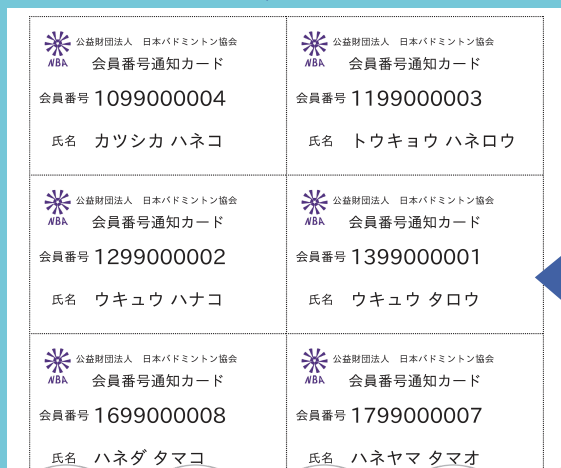 公益財団法人 日本バドミントン協会
NBA 会員番号通知カード
会員番号 1099000004
氏名 カツシカ ハネコ
公益財団法人 日本バドミントン協会
NBA 会員番号通知カード
会員番号 1199000003
氏名 トウキョウ ハネロウ
公益財団法人 日本バドミントン協会
NBA 会員番号通知カード
会員番号 1299000002
氏名 ウキュウ ハナコ
公益財団法人 日本バドミントン協会
NBA 会員番号通知カード
会員番号 1399000001
氏名 ウキュウ タロウ
公益財団法人 日本バドミントン協会
NBA 会員番号通知カード
会員番号 1699000008
氏名 ハネダ タマコ
公益財団法人 日本バドミントン協会
NBA 会員番号通知カード
会員番号 1799000007
氏名 ハネヤマ タマオ